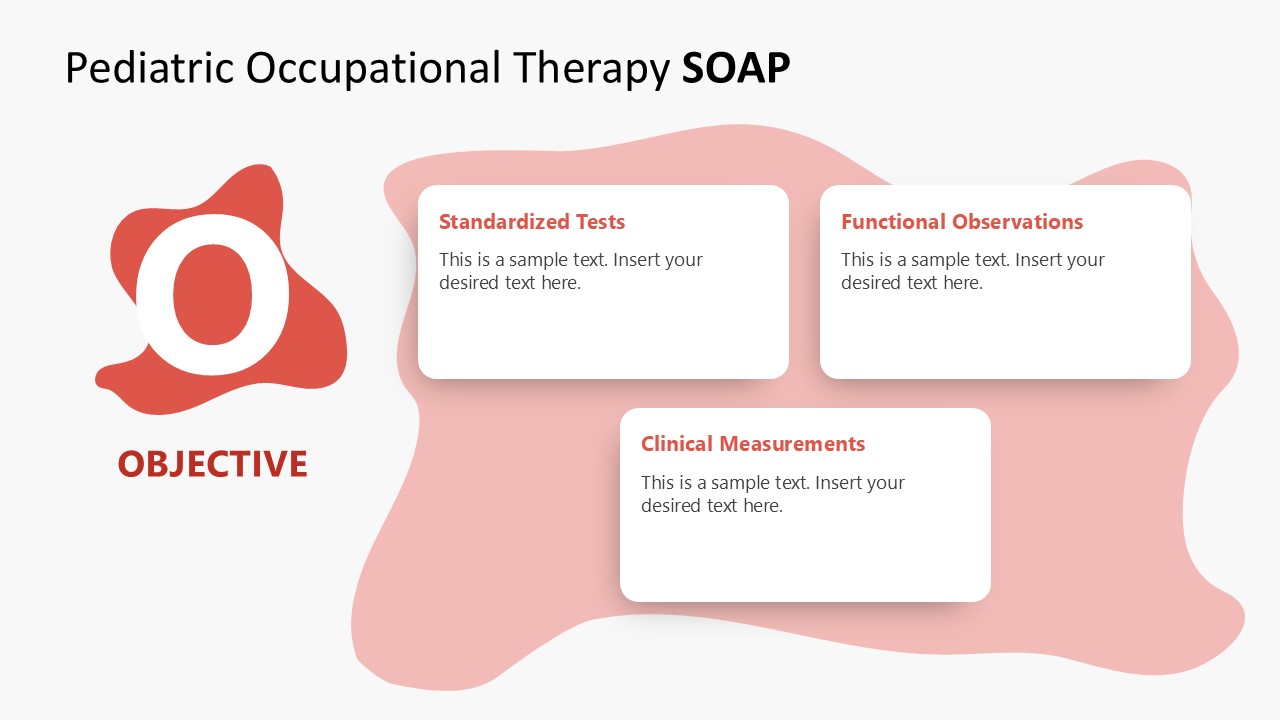 Pediatric Occupational Therapy SOAP
O
OBJECTIVE
Standardized Tests
This is a sample text. Insert your
desired text here.
Functional Observations
This is a sample text. Insert your
desired text here.
Clinical Measurements
This is a sample text. Insert your
desired text here.